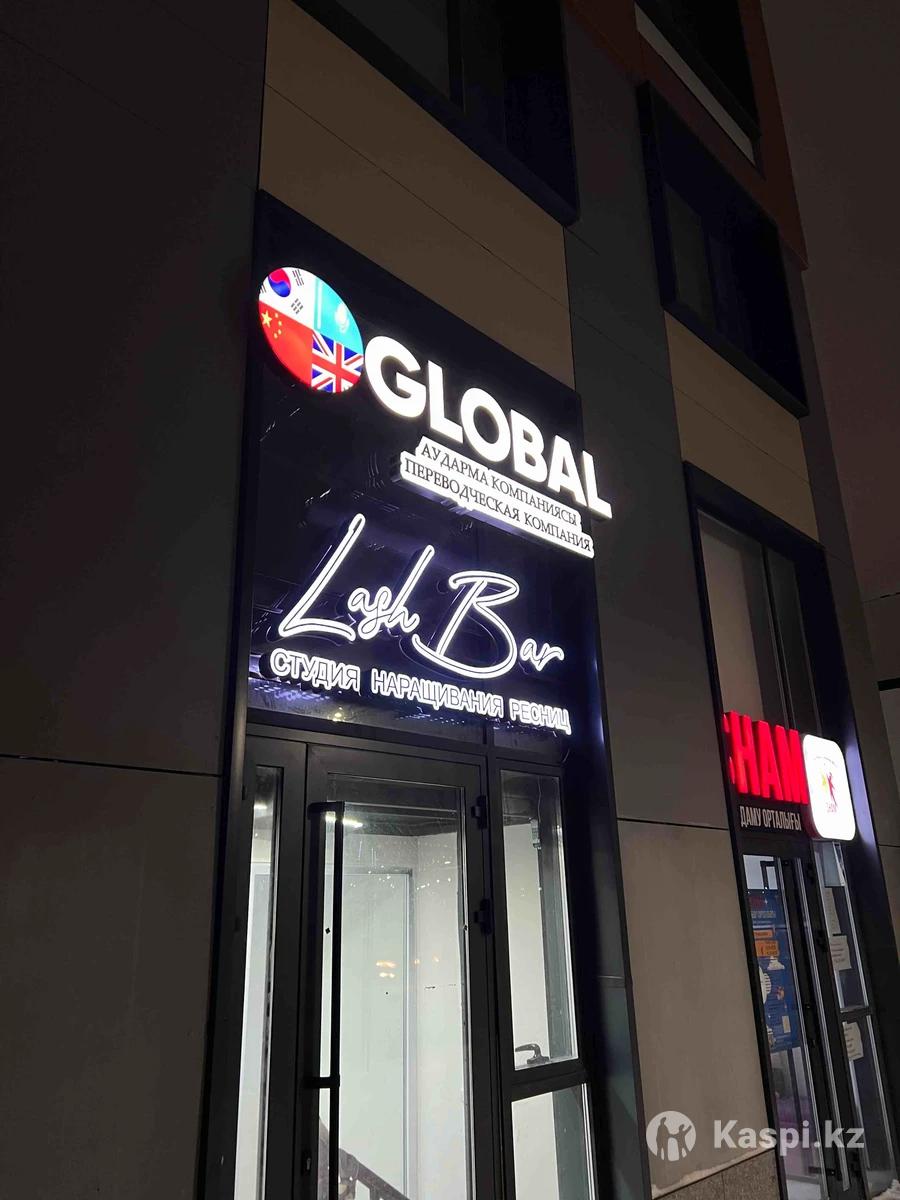 GLOBAL
АУДАРМА КОМПАНИЯСЫ
ПЕРЕВОДЧЕСКАЯ КОМПАНИЯ
Lash Bar
СТУДИЯ НАРАЩИВАНИЯ РЕСНИЦ
ДАМУ ОРТАЛЫҒЫ
Kaspi.kz